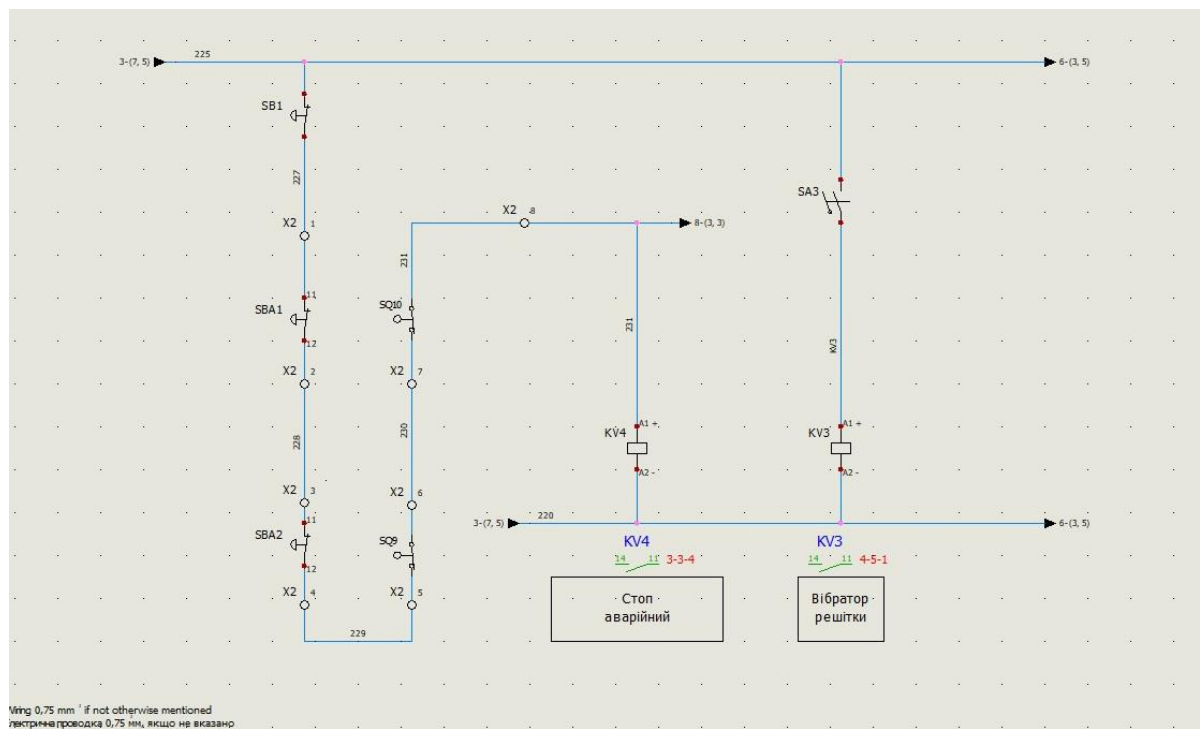 3-(7, 5)
225
6-(3, 5)
SB1
227
X2 1
SA3
X2 8
8-(3, 3)
231
11
SBA1
12
SQ10
231
KV3
X2 2
X2 7
228
230
KV4
A1 +
A2 -
KV3
A1 +
A2 -
X2 3
X2 6
11
SBA2
12
SQ9
3-(7, 5)
220
6-(3, 5)
KV4
14 11 3-3-4
KV3
14 11 4-5-1
X2 4
X2 5
229
Стоп
аварійний
Вібратор
решітки
Wiring 0,75 mm ' if not otherwise mentioned
Електрична проводка 0,75 мм, якщо не вказано